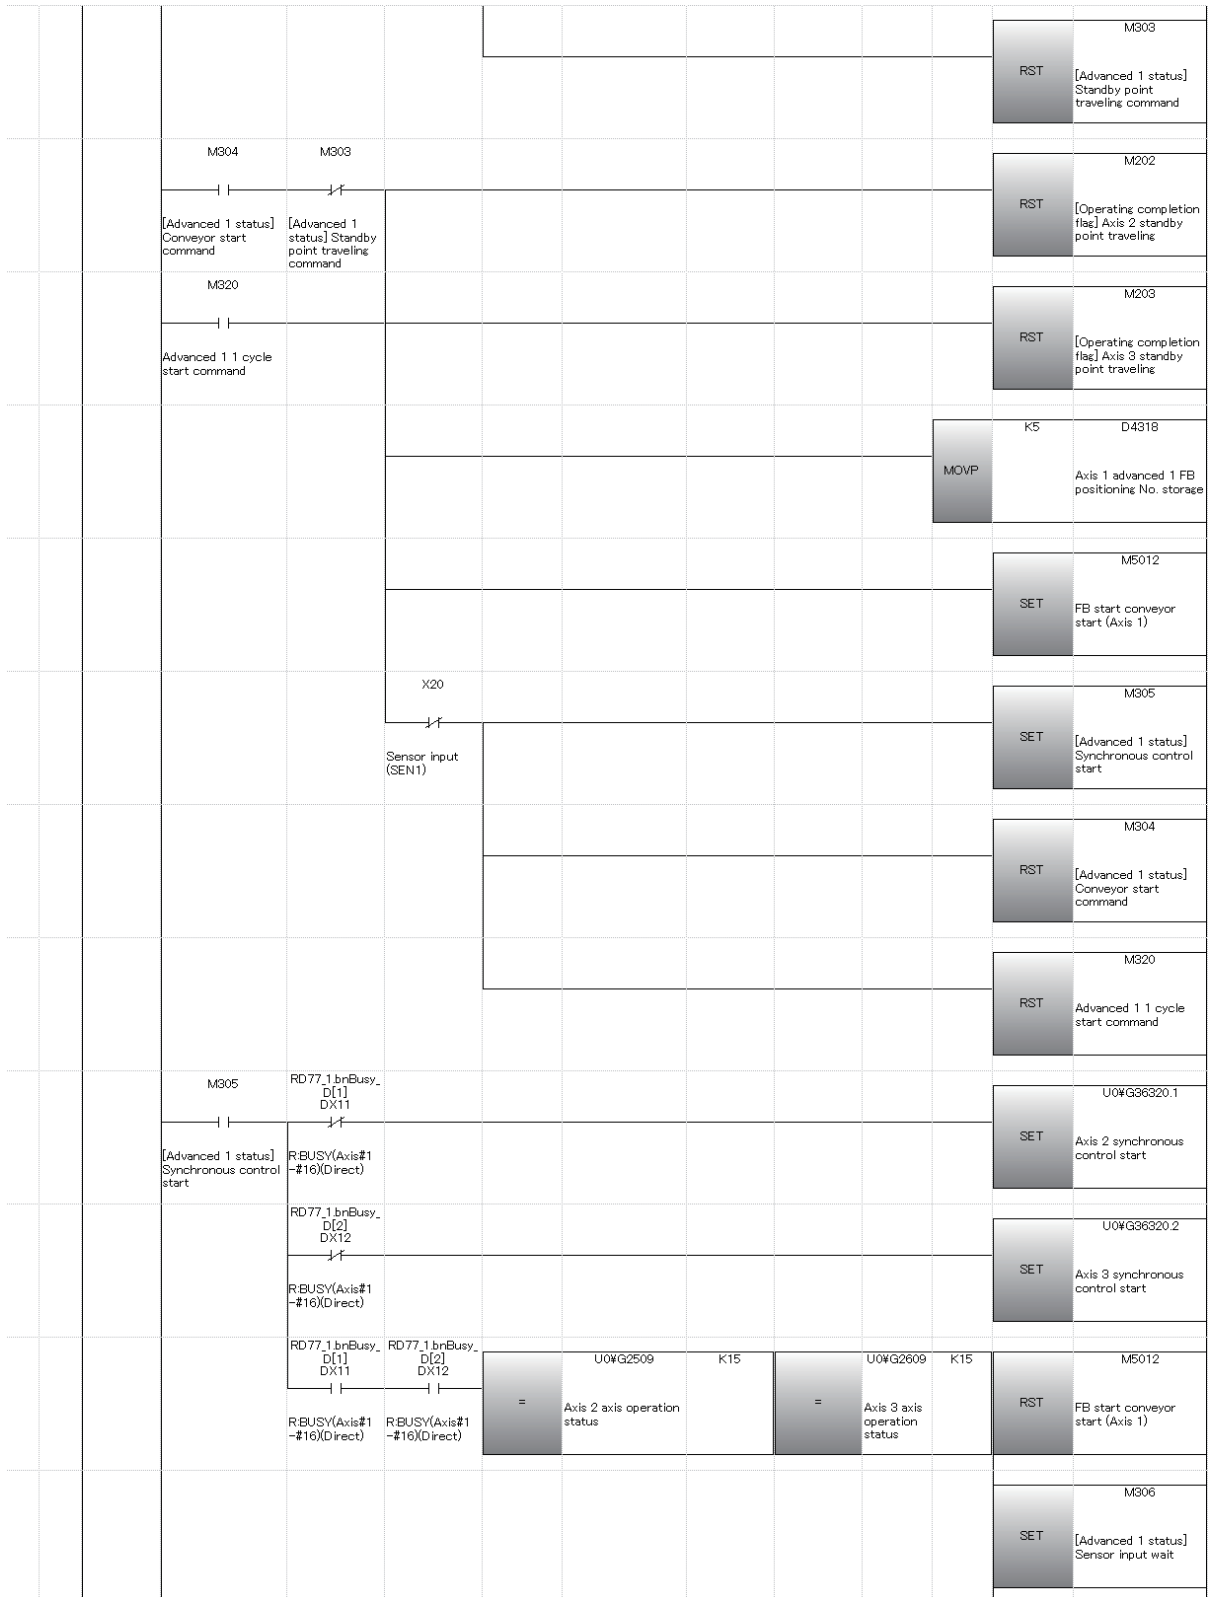 M303
RST
[Advanced 1 status]
Standby point
traveling command
M304
M303
M202
RST
[Advanced 1 status]
Conveyor start
command
[Advanced 1
status] Standby
point traveling
command
[Operating completion
flag] Axis 2 standby
point traveling
M320
M203
RST
Advanced 1 1 cycle
start command
[Operating completion
flag] Axis 3 standby
point traveling
K5
D4318
MOVP
Axis 1 advanced 1 FB
positioning No. storage
M5012
SET
FB start conveyor
start (Axis 1)
X20
M305
SET
Sensor input
(SEN1)
[Advanced 1 status]
Synchronous control
start
M304
RST
[Advanced 1 status]
Conveyor start
command
M320
RST
Advanced 1 1 cycle
start command
M305
RD77_1.bnBusy_
D[1]
DX11
U0¥G36320.1
SET
[Advanced 1 status]
Synchronous control
start
R:BUSY(Axis#1
-#16)(Direct)
Axis 2 synchronous
control start
RD77_1.bnBusy_
D[2]
DX12
U0¥G36320.2
SET
R:BUSY(Axis#1
-#16)(Direct)
Axis 3 synchronous
control start
RD77_1.bnBusy_
D[1]
DX11
RD77_1.bnBusy_
D[2]
DX12
U0¥G2509
K15
U0¥G2609
K15
M5012
=
=
RST
R:BUSY(Axis#1
-#16)(Direct)
R:BUSY(Axis#1
-#16)(Direct)
Axis 2 axis operation
status
Axis 3 axis
operation
status
FB start conveyor
start (Axis 1)
M306
SET
[Advanced 1 status]
Sensor input wait